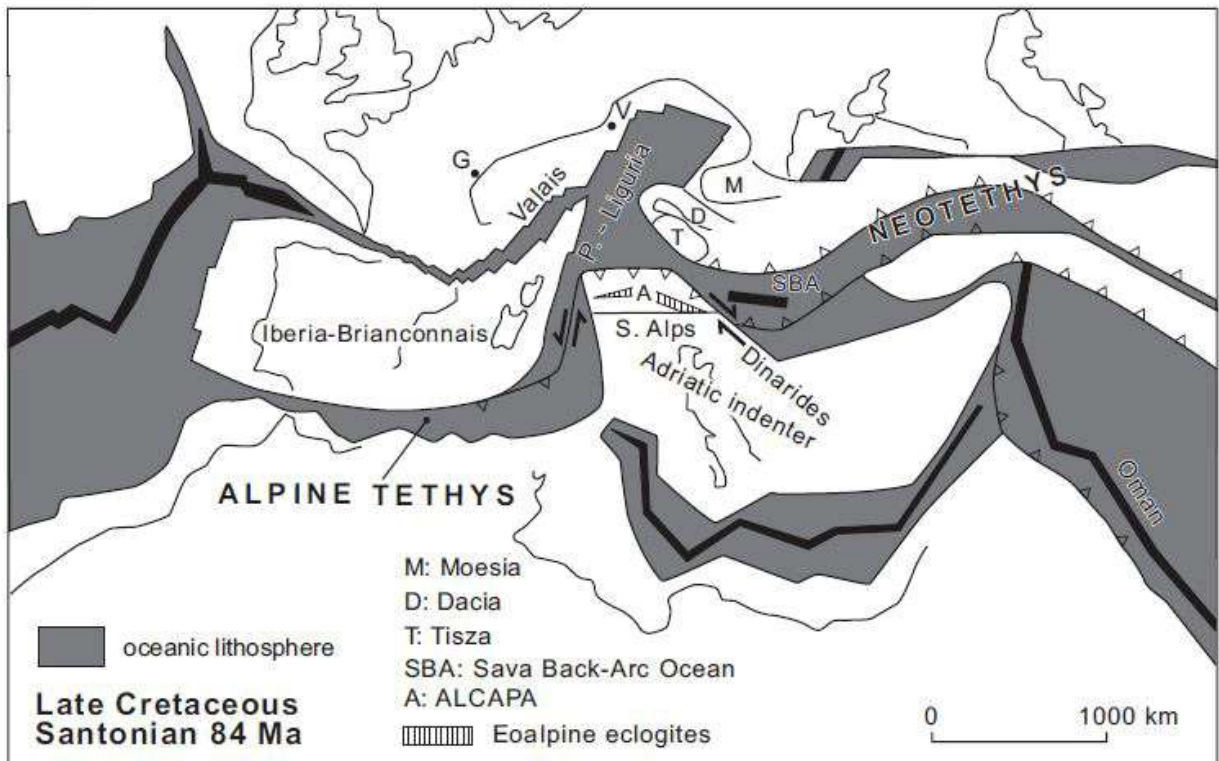 V
G
Valais
P. - Liguria
M
D
T
NEOTETHYS
SBA
A
Iberia-Brianconnais
S. Alps
Dinarides
Adriatic indenter
Oman
ALPINE TETHYS
M: Moesia
D: Dacia
T: Tisza
SBA: Sava Back-Arc Ocean
A: ALCAPA
Eoalpine eclogites
oceanic lithosphere
Late Cretaceous
Santonian 84 Ma
0 1000 km